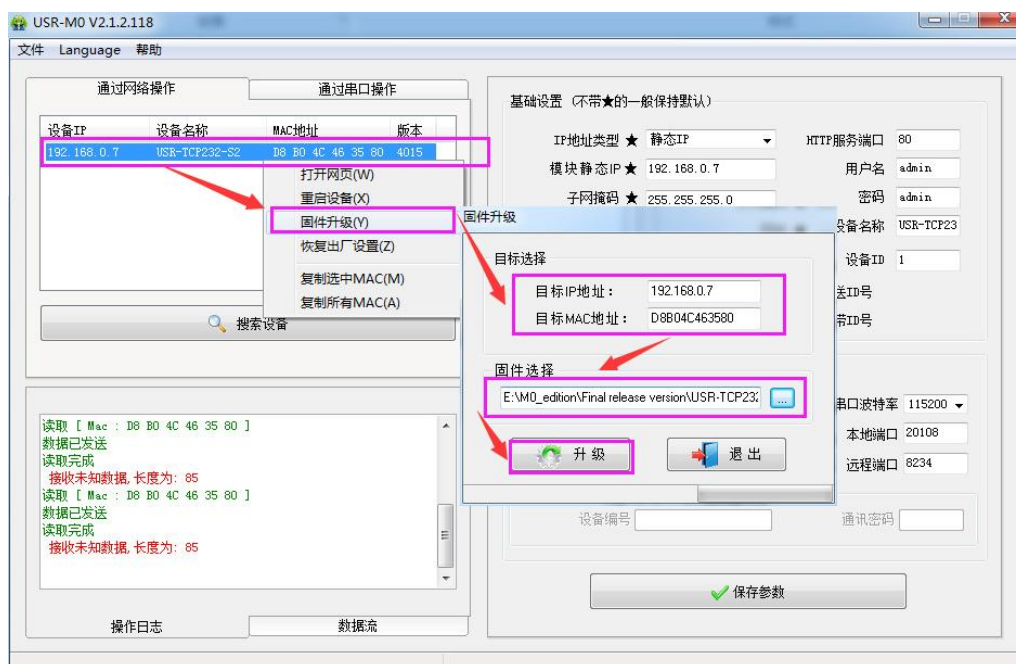 USR-M0 V2.1.2.118
文件 Language 帮助
通过网络操作 通过串口操作
设备IP 设备名称 MAC地址 版本
192.168.0.7 USR-TCP232-S2 D8 B0 4C 46 35 80 4015
打开网页(W)
重启设备(X)
固件升级(Y)
恢复出厂设置(Z)
复制选中MAC(M)
复制所有MAC(A)
搜索设备
读取 [ Mac : D8 B0 4C 46 35 80 ]
数据已发送
读取完成
接收未知数据,长度为: 85
读取 [ Mac : D8 B0 4C 46 35 80 ]
数据已发送
读取完成
接收未知数据,长度为: 85
操作日志 数据流
基础设置 (不带★的一般保持默认)
IP地址类型 ★ 静态IP HTTP服务端口 80
模块静态IP ★ 192.168.0.7 用户名 admin
子网掩码 ★ 255.255.255.0 密码 admin
设备名称 USR-TCP23
设备ID 1
送ID号
带ID号
固件升级
目标选择
目标IP地址: 192.168.0.7
目标MAC地址: D8B04C463580
固件选择
E:\M0_edition\Final release version\USR-TCP232 ...
升级 退出
串口波特率 115200
本地端口 20108
远程端口 8234
设备编号 通讯密码
保存参数